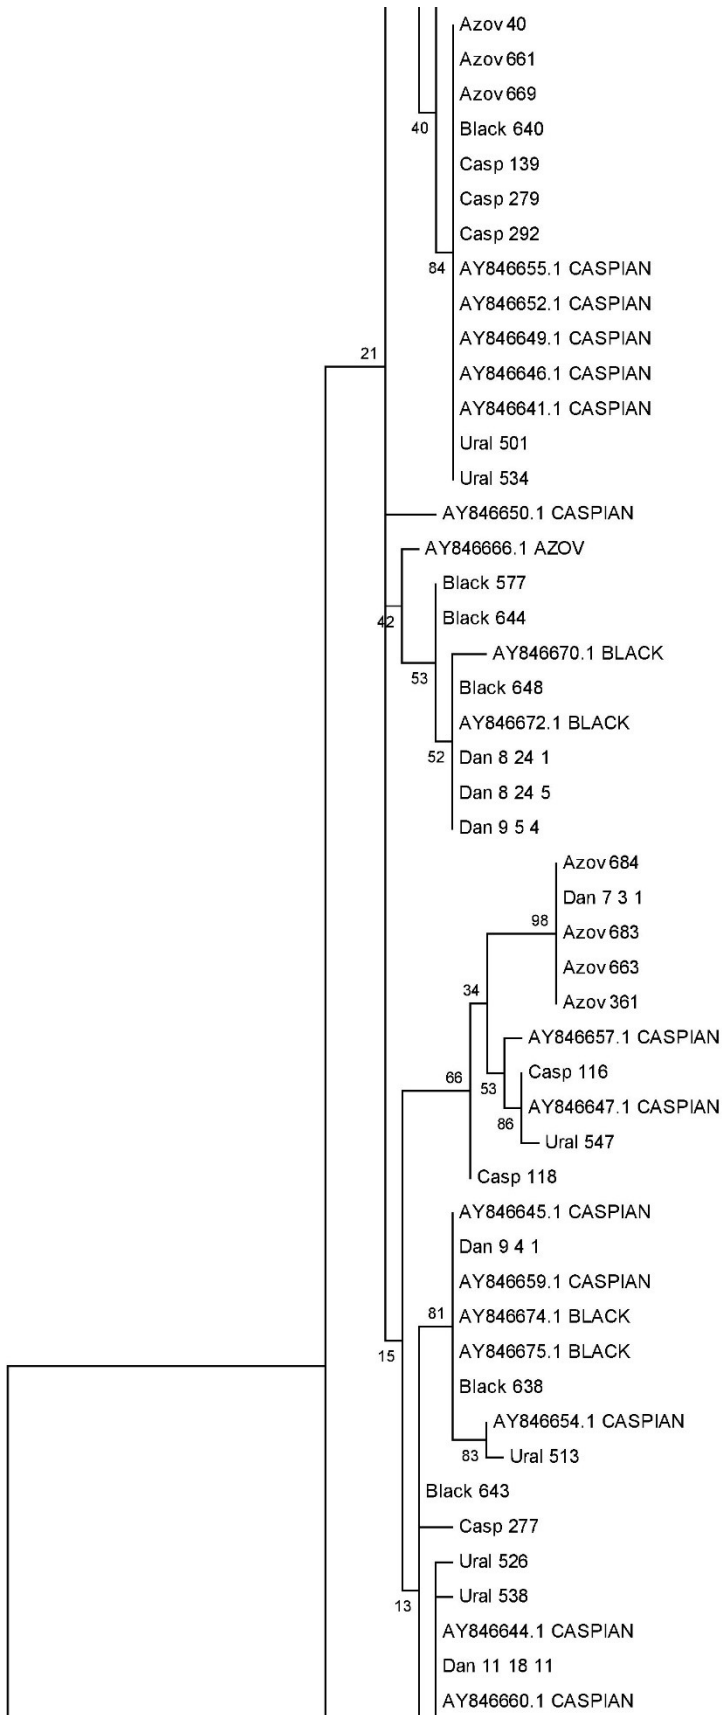 Azov 40
Azov 661
Azov 669
40
Black 640
Casp 139
Casp 279
Casp 292
84
AY846655.1 CASPIAN
AY846652.1 CASPIAN
AY846649.1 CASPIAN
21
AY846646.1 CASPIAN
AY846641.1 CASPIAN
Ural 501
Ural 534
AY846650.1 CASPIAN
AY846666.1 AZOV
Black 577
42
Black 644
AY846670.1 BLACK
53
Black 648
AY846672.1 BLACK
52
Dan 8 24 1
Dan 8 24 5
Dan 9 5 4
Azov 684
Dan 7 3 1
98
Azov 683
Azov 663
34
Azov 361
AY846657.1 CASPIAN
66
Casp 116
53
AY846647.1 CASPIAN
86
Ural 547
Casp 118
AY846645.1 CASPIAN
Dan 9 4 1
AY846659.1 CASPIAN
81
AY846674.1 BLACK
15
AY846675.1 BLACK
Black 638
AY846654.1 CASPIAN
83
Ural 513
Black 643
Casp 277
Ural 526
Ural 538
13
AY846644.1 CASPIAN
Dan 11 18 11
AY846660.1 CASPIAN